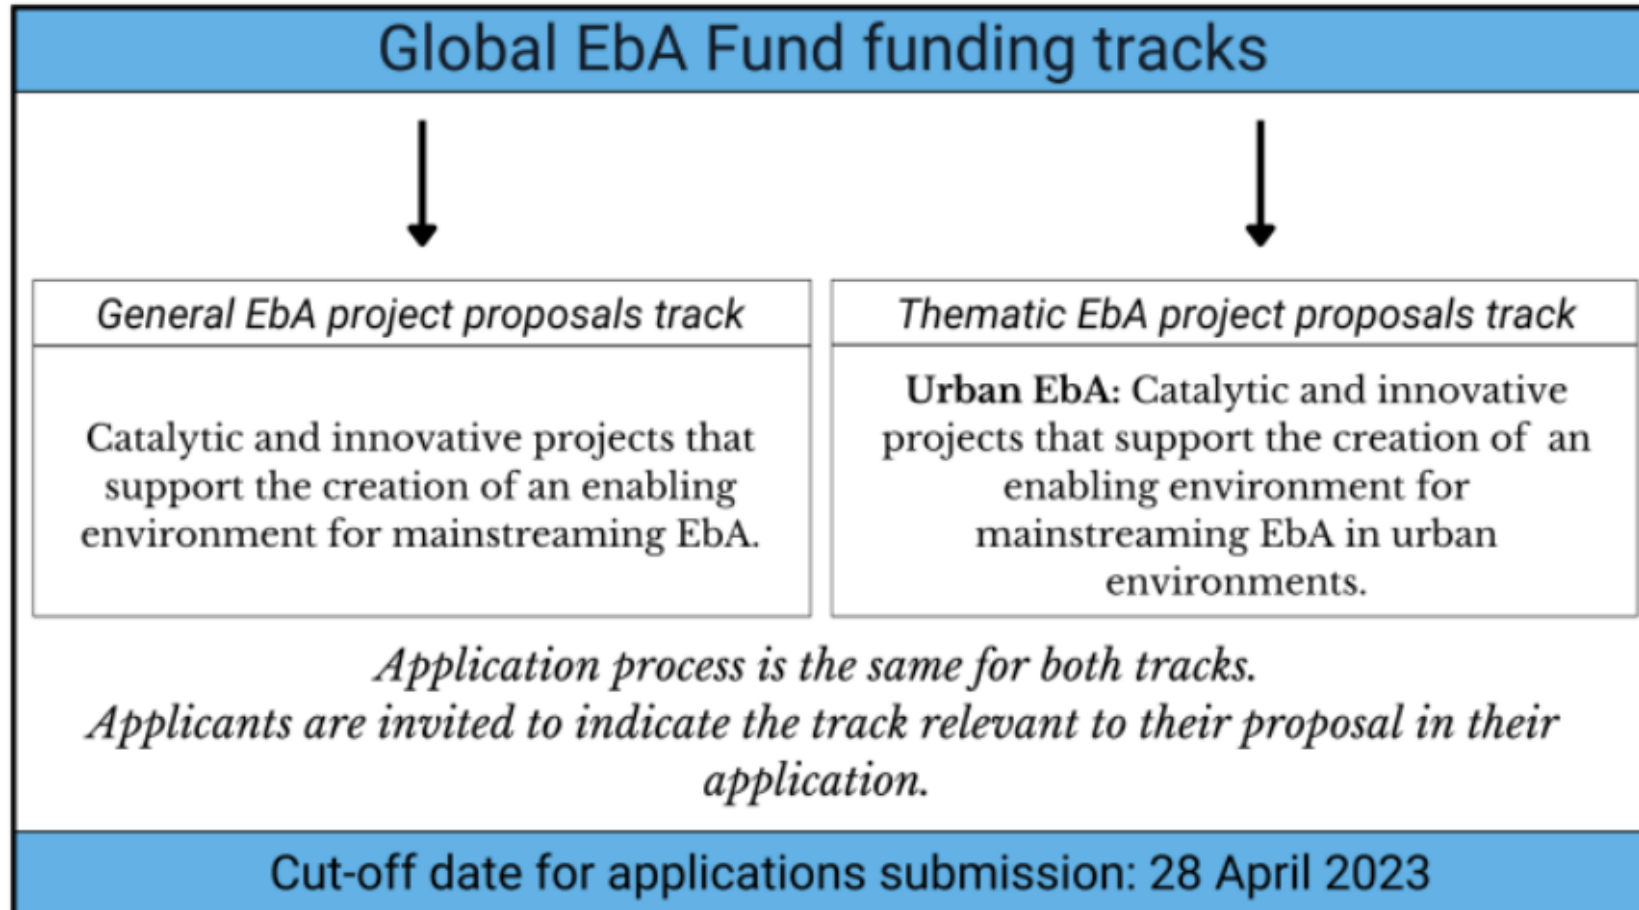 Global EbA Fund funding tracks
General EbA project proposals track
Catalytic and innovative projects that
support the creation of an enabling
environment for mainstreaming EbA.
Thematic EbA project proposals track
Urban EbA: Catalytic and innovative
projects that support the creation of an
enabling environment for
mainstreaming EbA in urban
environments.
Application process is the same for both tracks.
Applicants are invited to indicate the track relevant to their proposal in their
application.
Cut-off date for applications submission: 28 April 2023